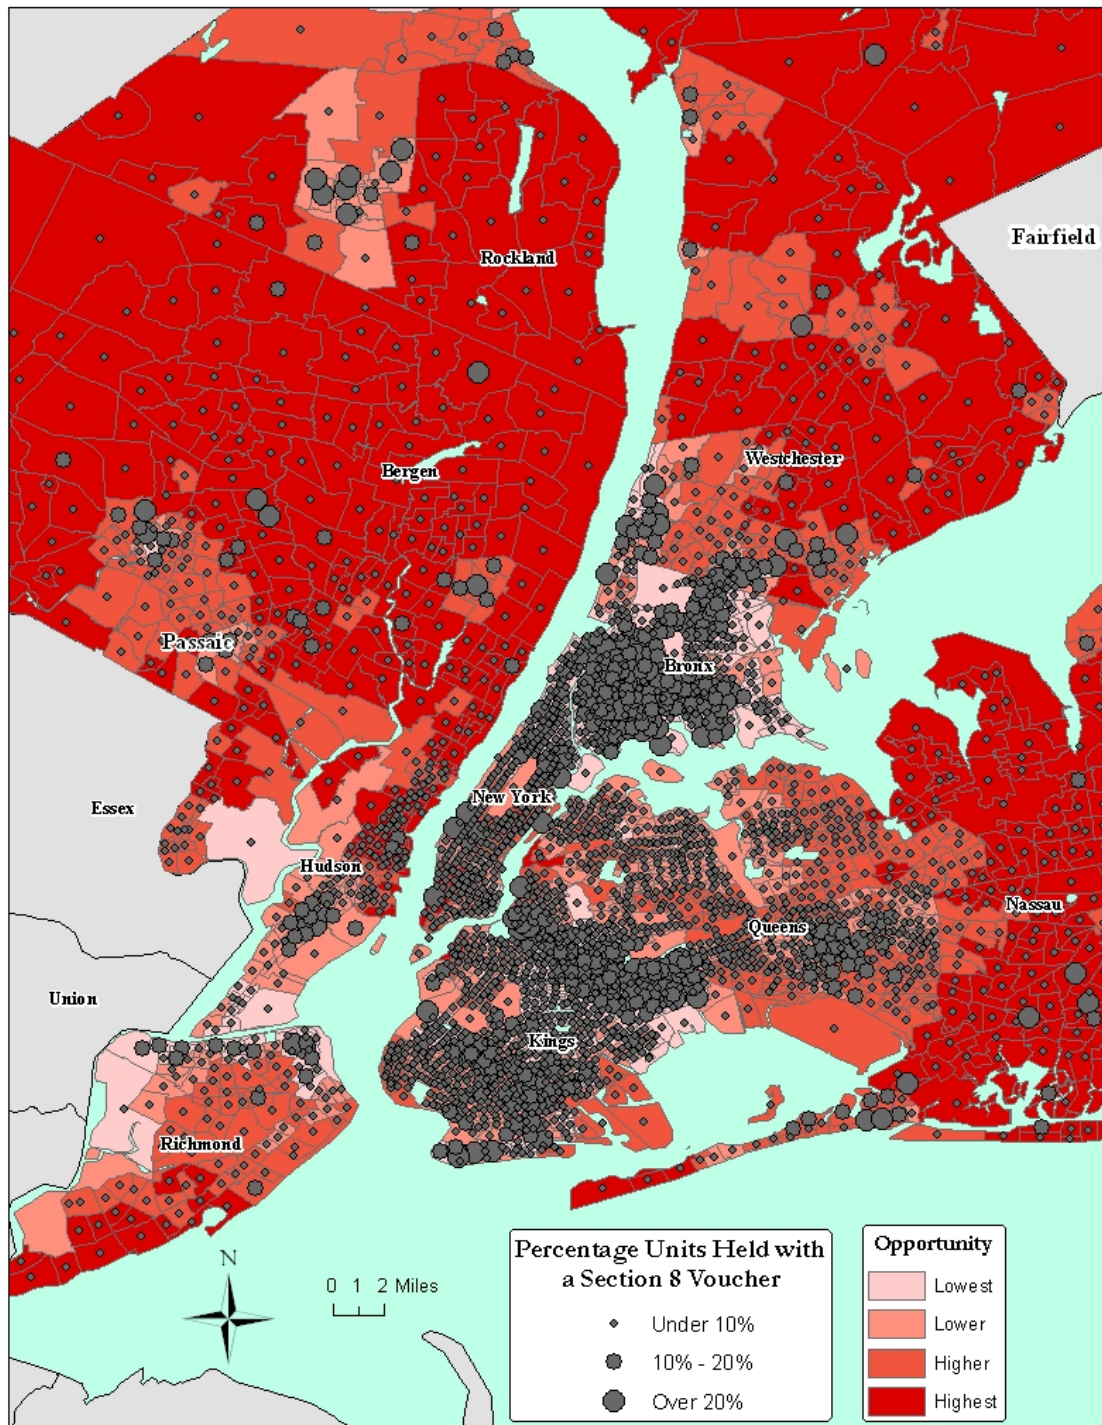 Fairfield
Rockland
Westchester
Bergen
Passaic
Bronx
New York
Essex
Hudson
Nassau
Queens
Union
Kings
Richmond
N
0 1 2 Miles
Percentage Units Held with
a Section 8 Voucher
Under 10%
10% - 20%
Over 20%
Opportunity
Lowest
Lower
Higher
Highest